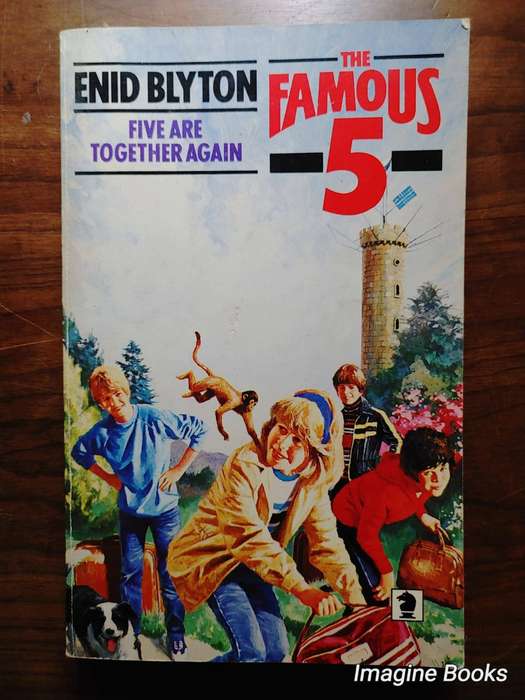 ENID BLYTON
FIVE ARE
TOGETHER AGAIN
THE
FAMOUS
5
Imagine Books